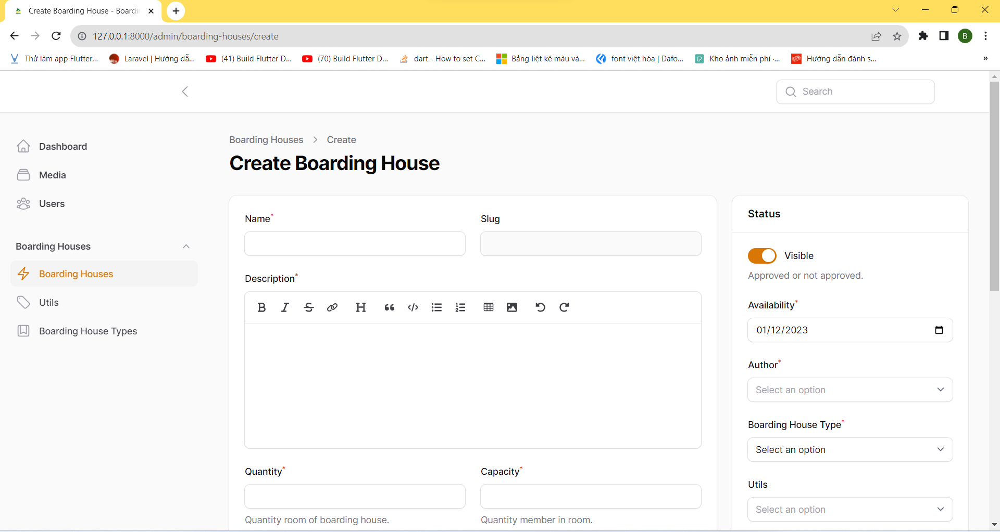 Create Boarding House - Boardi
127.0.0.1:8000/admin/boarding-houses/create
B
Thử làm app Flutter...
Laravel | Hướng dẫ...
(41) Build Flutter D...
(70) Build Flutter D...
dart - How to set C...
Bảng liệt kê màu và...
font việt hóa | Dafo...
Kho ảnh miễn phí ·...
Hướng dẫn đánh s...
»
Search
Dashboard
Media
Users
Boarding Houses
Boarding Houses
Utils
Boarding House Types
Boarding Houses > Create
Create Boarding House
Name*
Slug
Description*
B I S H
Quantity*
Capacity*
Quantity room of boarding house.
Quantity member in room.
Status
Visible
Approved or not approved.
Availability*
01/12/2023
Author*
Select an option
Boarding House Type*
Select an option
Utils
Select an option